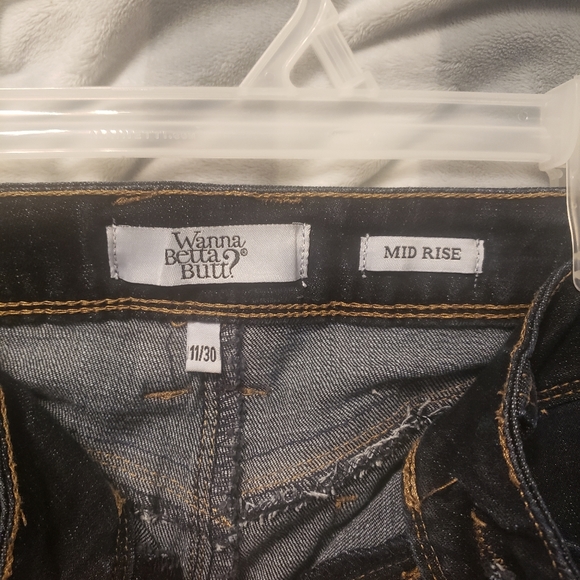 Wanna
Betta
Butt?®
MID RISE
11/30